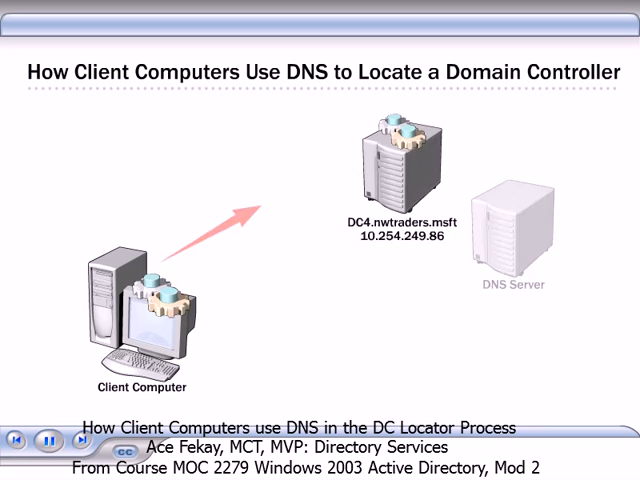 How Client Computers Use DNS to Locate a Domain Controller
DC4.nwtraders.msft
10.254.249.86
DNS Server
Client Computer
How Client Computers use DNS in the DC Locator Process
Ace Fekay, MCT, MVP: Directory Services
CC
From Course MOC 2279 Windows 2003 Active Directory, Mod 2